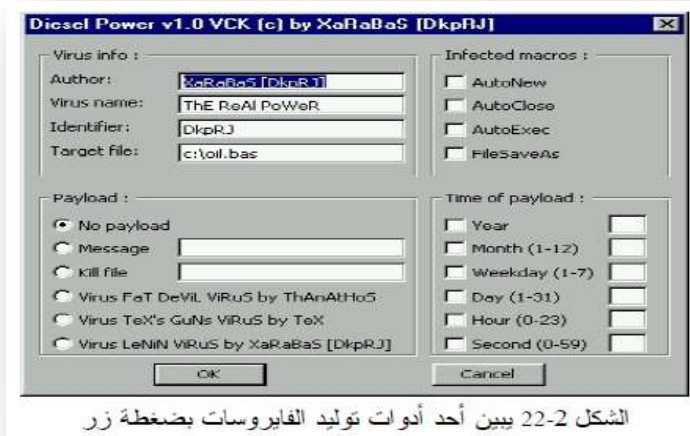 Diesel Power v1.0 VCK (c) by XaRaBaS [DkpRJ]
Virus info :
Author: XaRaBaS [DkpRJ]
Virus name: ThE ReAl PoWeR
Identifier: DkpRJ
Target file: c:\oil.bas
Infected macros :
AutoNew
AutoClose
AutoExec
FileSaveAs
Payload :
No payload
Message
Kill file
Virus FaT DeViL ViRuS by ThAnAtHoS
Virus TeX's GuNs ViRuS by TeX
Virus LeNiN ViRuS by XaRaBaS [DkpRJ]
Time of payload :
Year
Month (1-12)
Weekday (1-7)
Day (1-31)
Hour (0-23)
Second (0-59)
OK
Cancel
الشكل 2-22 يبين أحد أدوات توليد الفايروسات بضغطة زر